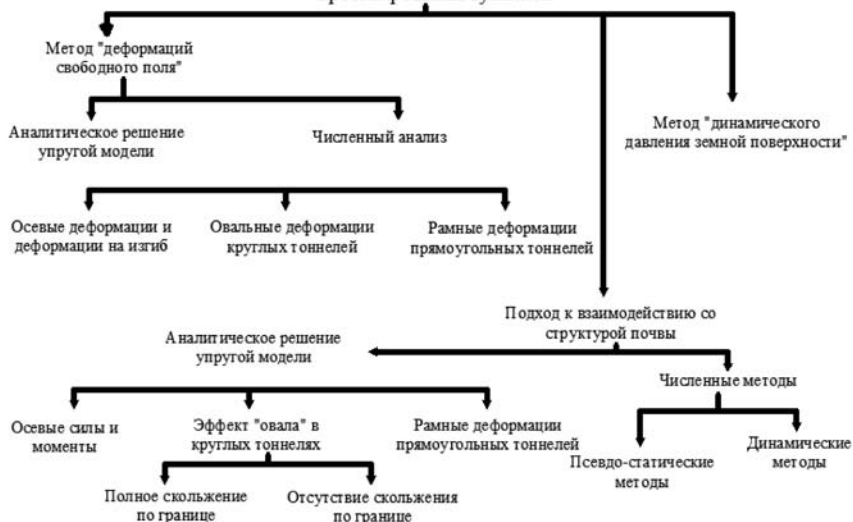 Метод "деформаций
свободного поля"
Аналитическое решение
упругой модели
Численный анализ
Метод "динамического
давления земной поверхности"
Осевые деформации и
деформации на изгиб
Овальные деформации
круглых тоннелей
Рамные деформации
прямоугольных тоннелей
Подход к взаимодействию со
структурой почвы
Аналитическое решение
упругой модели
Численные методы
Осевые силы и
моменты
Эффект "овала" в
круглых тоннелях
Рамные деформации
прямоугольных тоннелей
Псевдо-статические
методы
Динамические
методы
Полное скольжение
по границе
Отсутствие скольжения
по границе